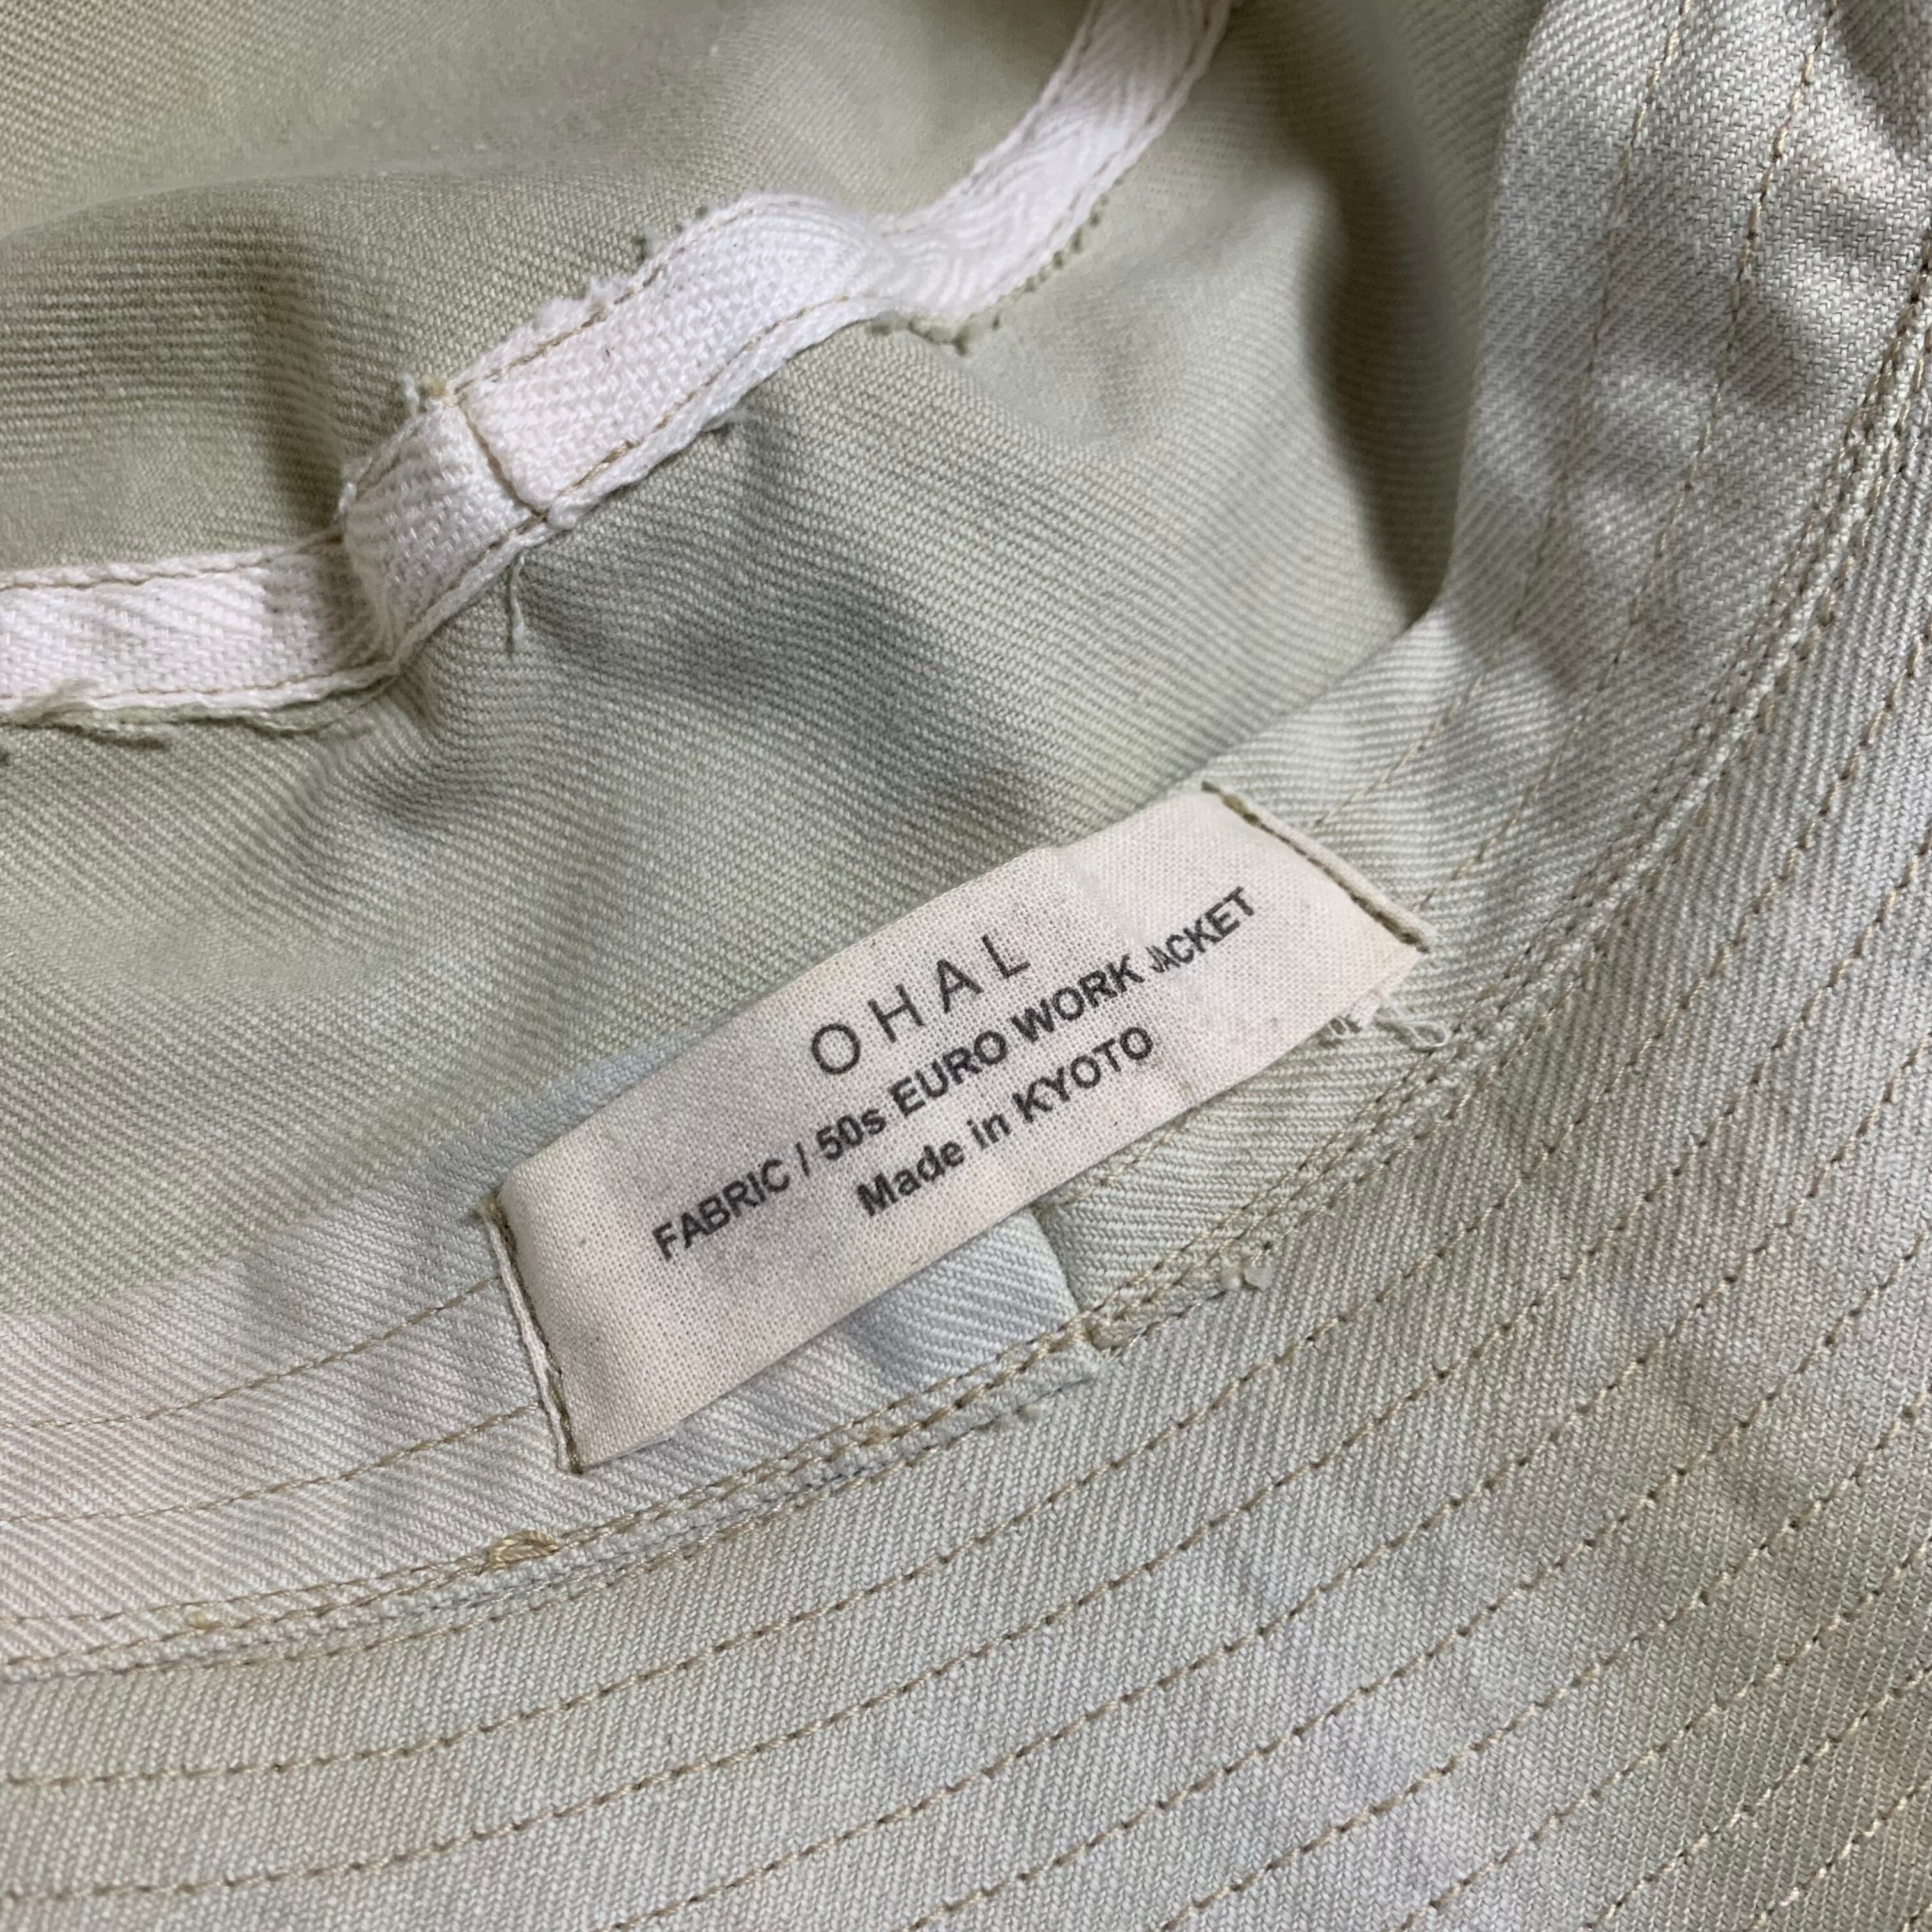 OHAL
FABRIC / 50s EURO WORK JACKET
Made in KYOTO